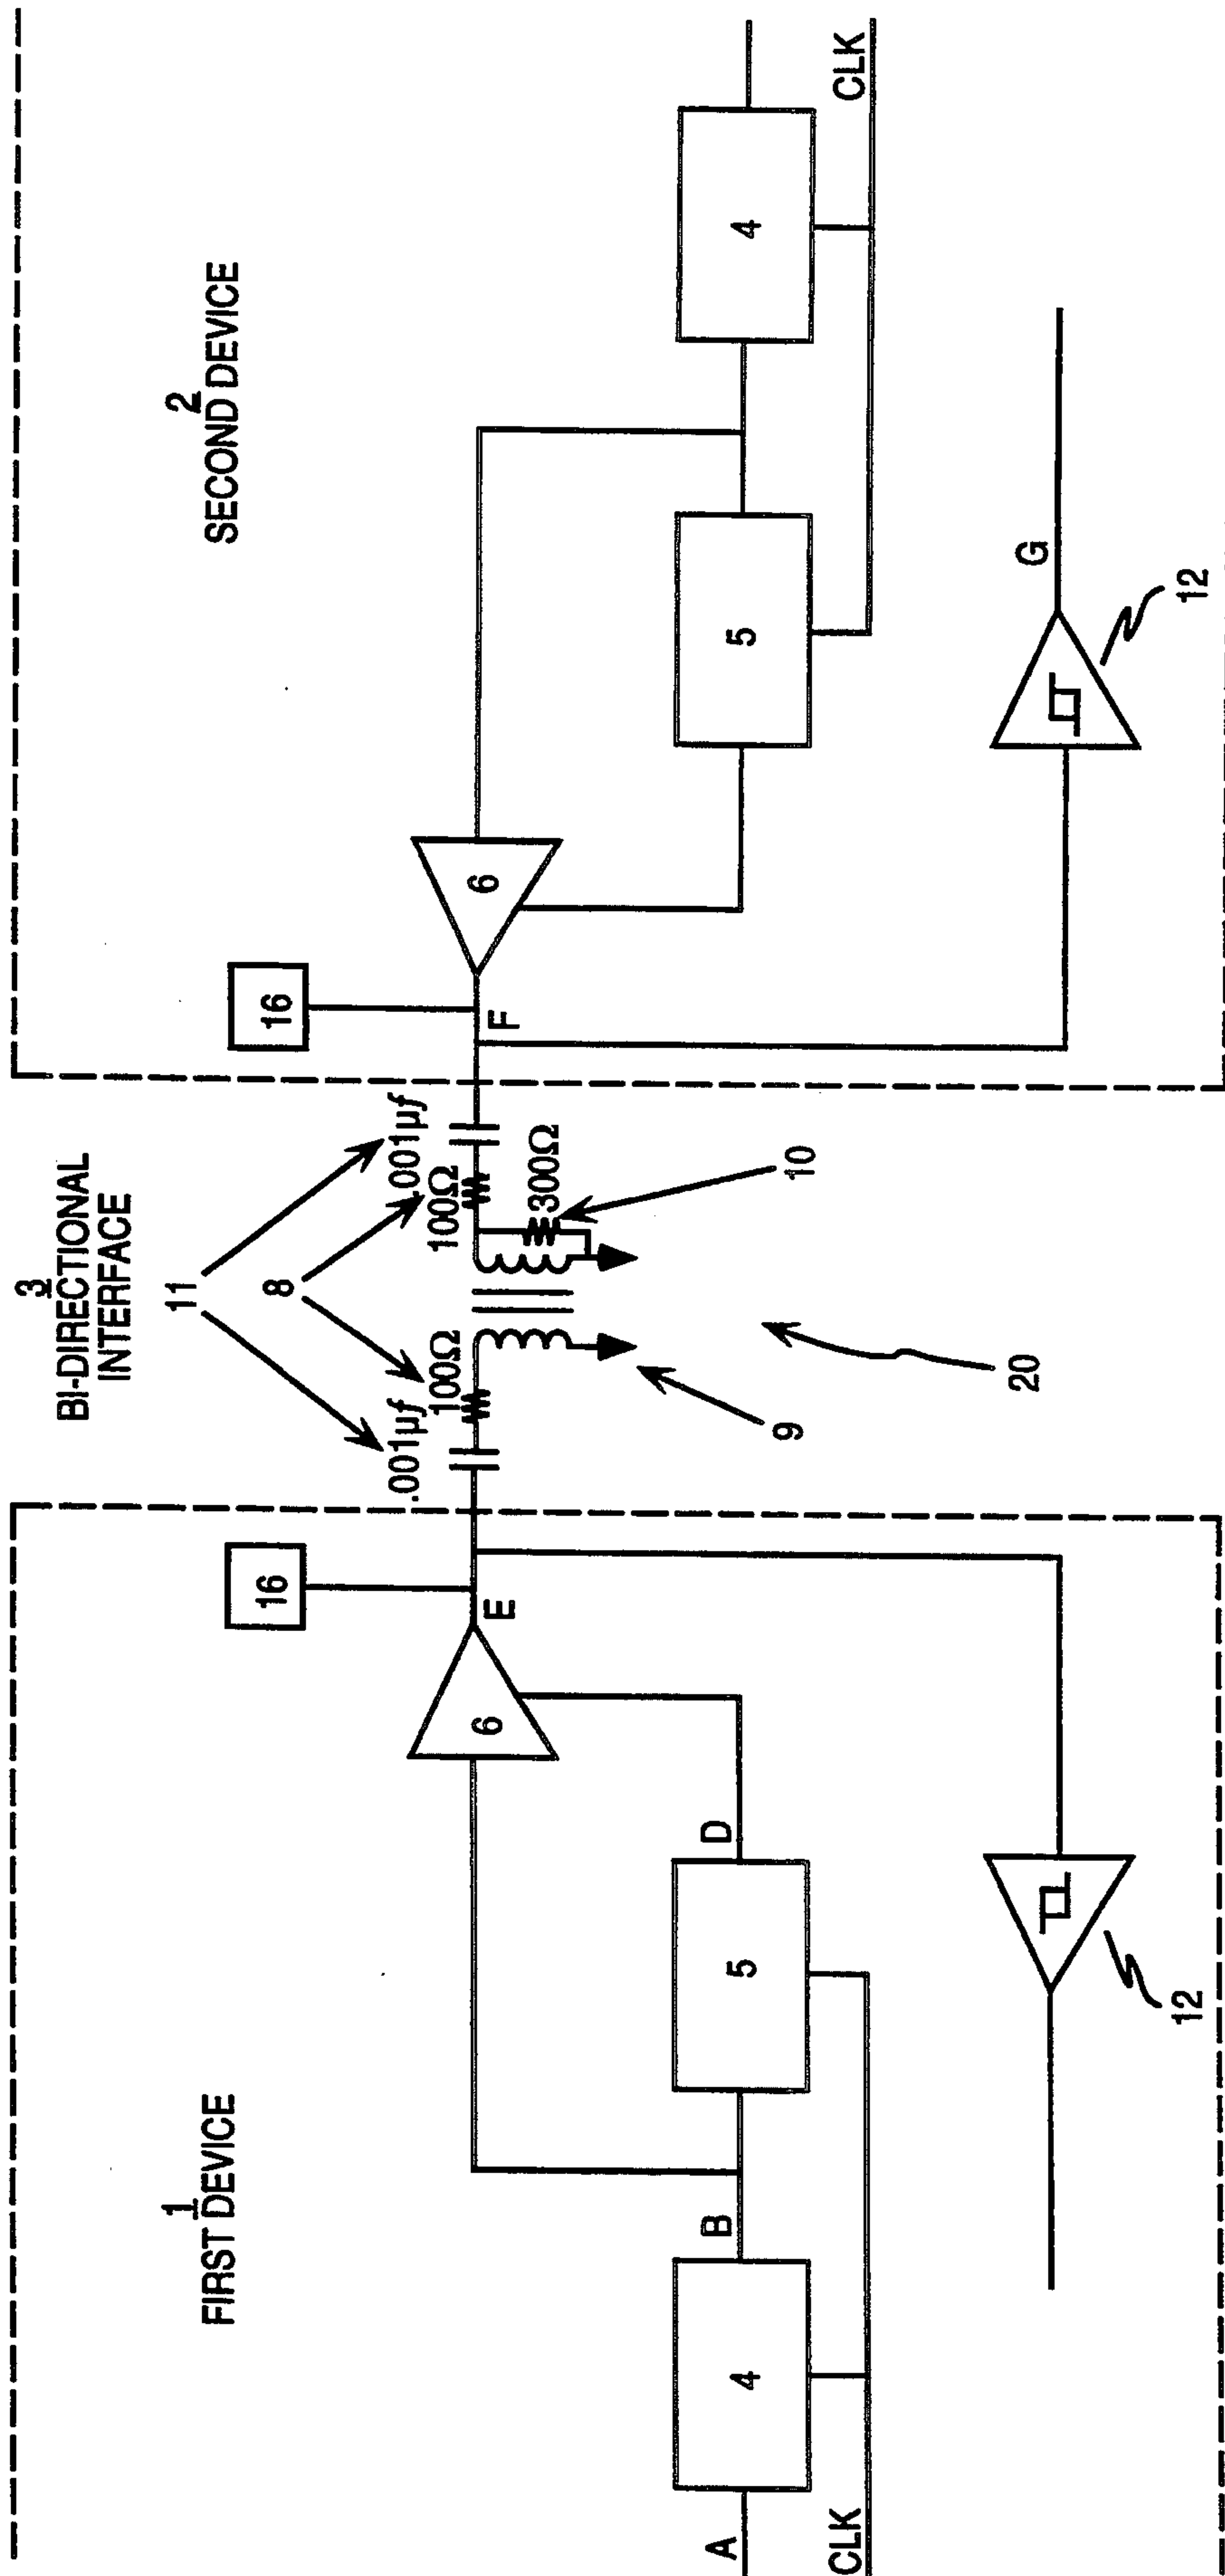 1
FIRST DEVICE
3
BI-DIRECTIONAL
INTERFACE
2
SECOND DEVICE
11
8
16
16
.001µf
100Ω
100Ω
.001µf
6
E
F
6
300Ω
9
10
20
A
4
B
5
D
5
4
CLK
CLK
12
12
G